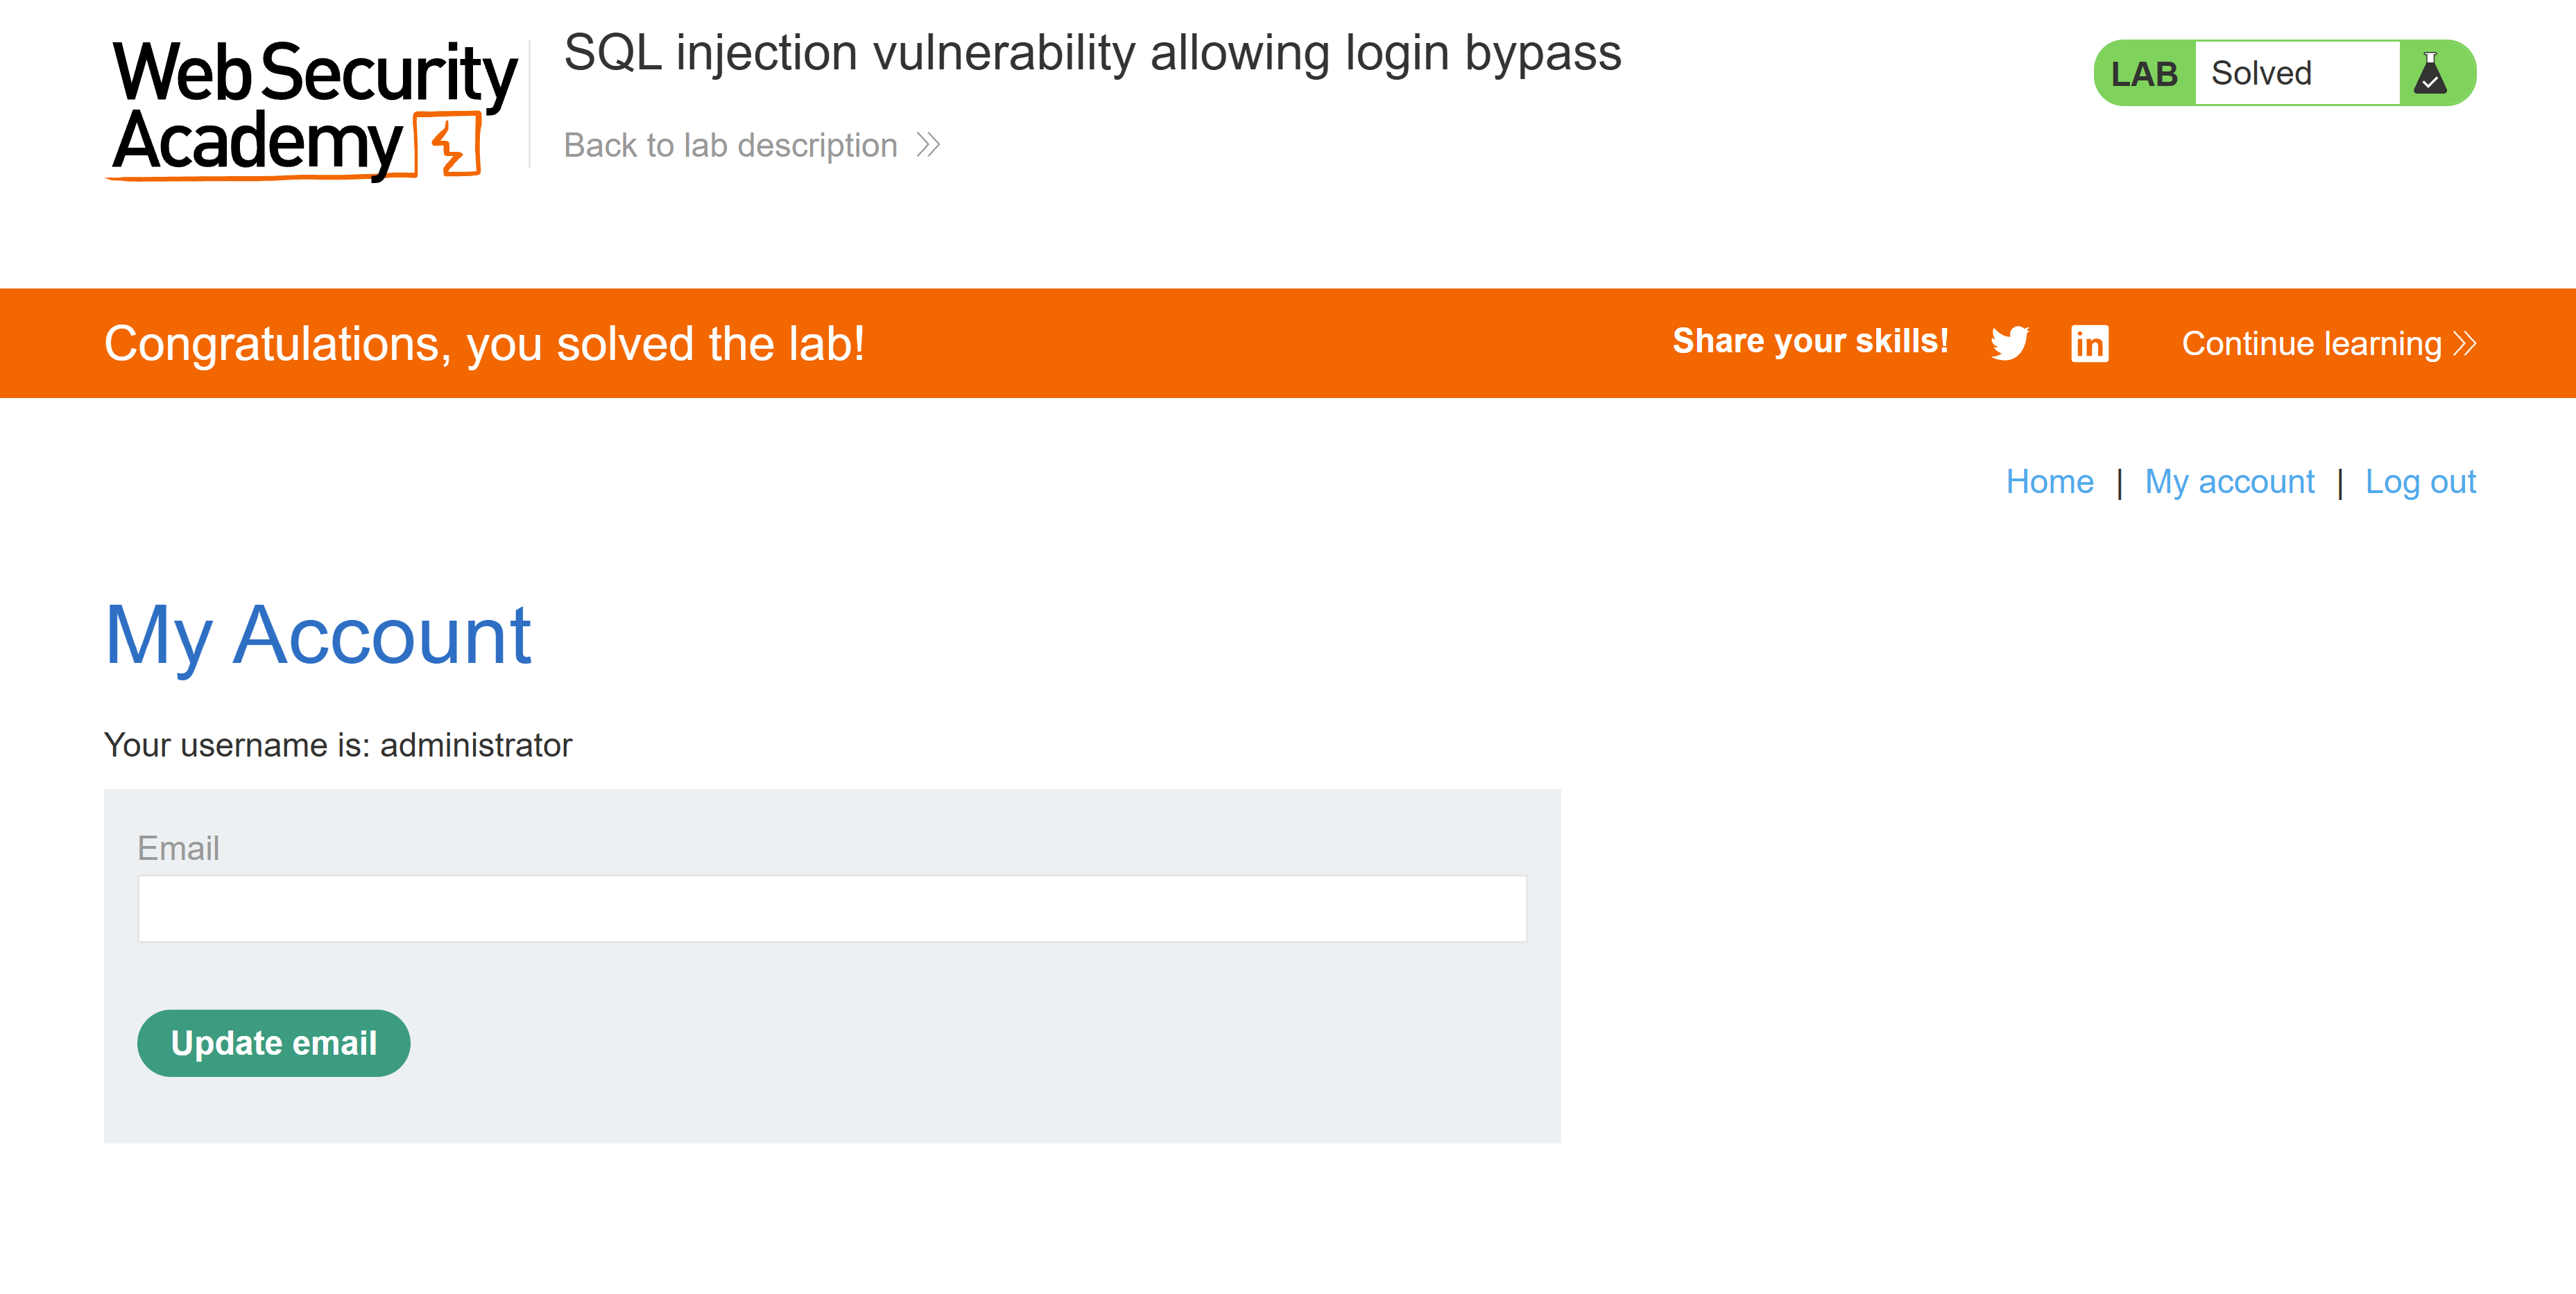 Web Security
Academy
SQL injection vulnerability allowing login bypass
Back to lab description
LAB Solved
Congratulations, you solved the lab!
Share your skills!
Continue learning
Home | My account | Log out
My Account
Your username is: administrator
Email
Update email